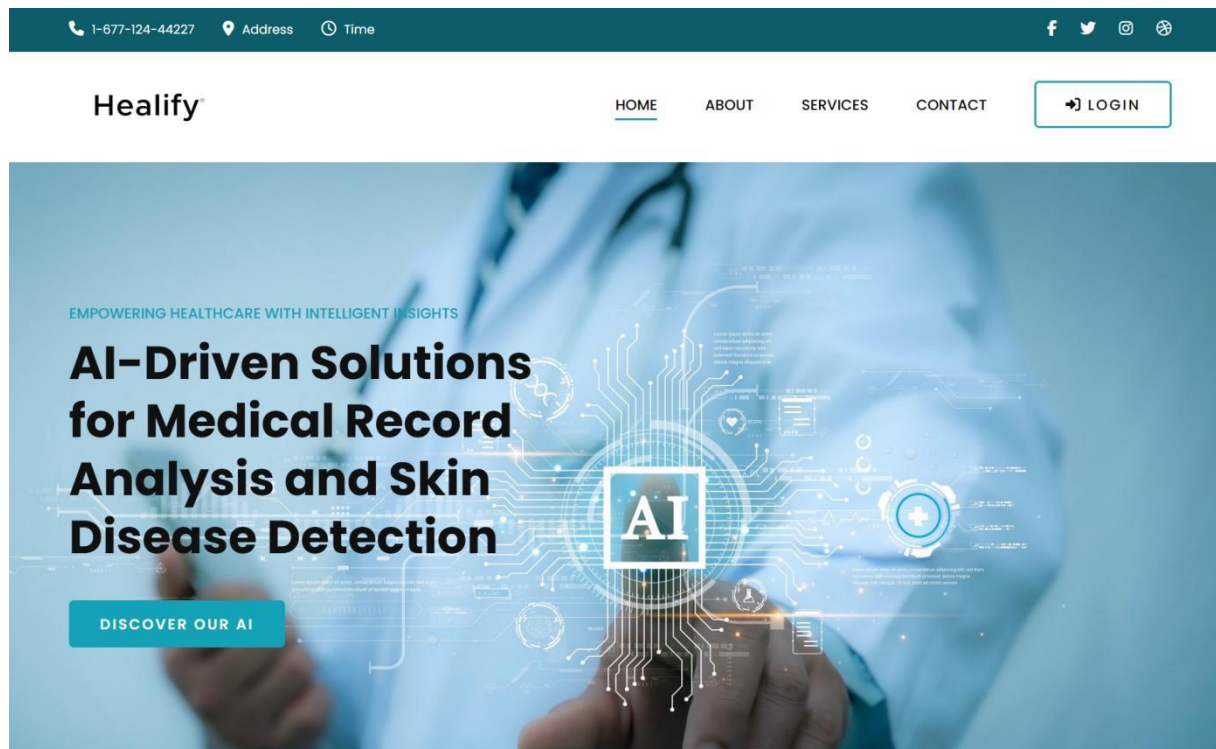 1-677-124-44227 Address Time
Healify
HOME ABOUT SERVICES CONTACT LOGIN
EMPOWERING HEALTHCARE WITH INTELLIGENT INSIGHTS
AI-Driven Solutions
for Medical Record
Analysis and Skin
Disease Detection
AI
DISCOVER OUR AI